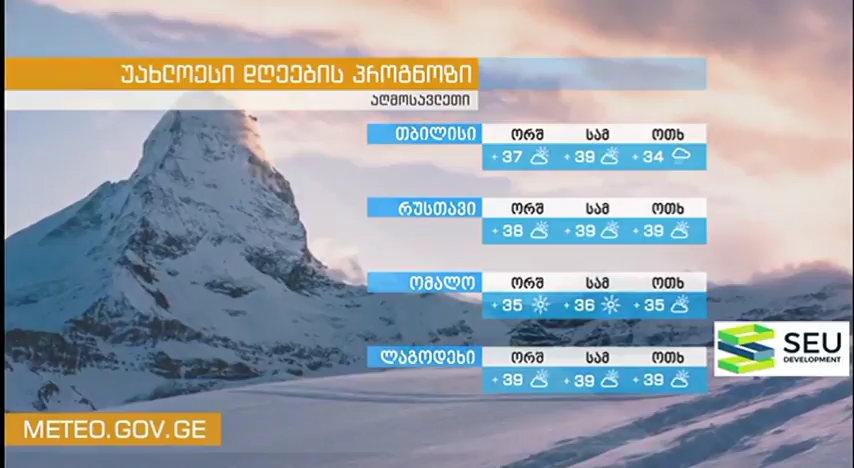 უახლოესი დღეების პროგნოზი
აღმოსავლეთი
თბილისი ორშ სამ ოთხ
+37 +39 +34
რუსთავი ორშ სამ ოთხ
+38 +39 +39
ომალო ორშ სამ ოთხ
+35 +36 +35
ლაგოდეხი ორშ სამ ოთხ
+39 +39 +39
SEU
DEVELOPMENT
METEO.GOV.GE